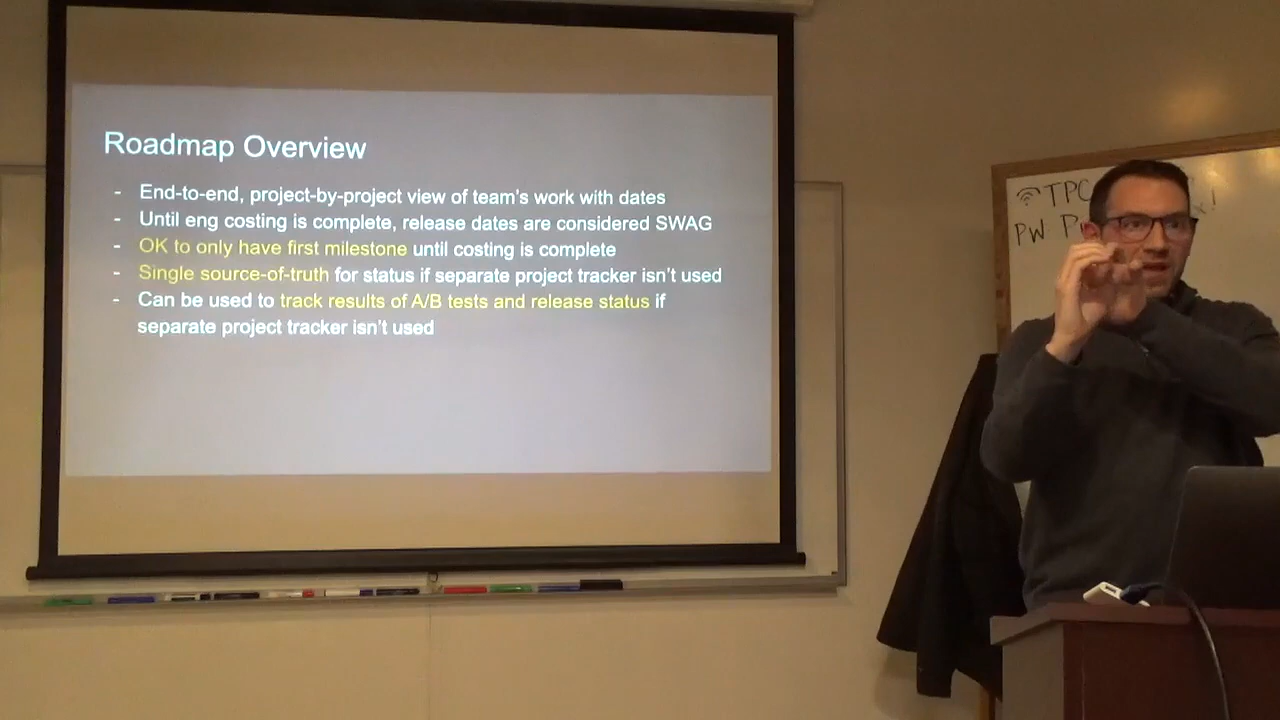 Roadmap Overview
- End-to-end, project-by-project view of team's work with dates
- Until eng costing is complete, release dates are considered SWAG
- OK to only have first milestone until costing is complete
- Single source-of-truth for status if separate project tracker isn't used
- Can be used to track results of A/B tests and release status if
separate project tracker isn't used
TPC
PW